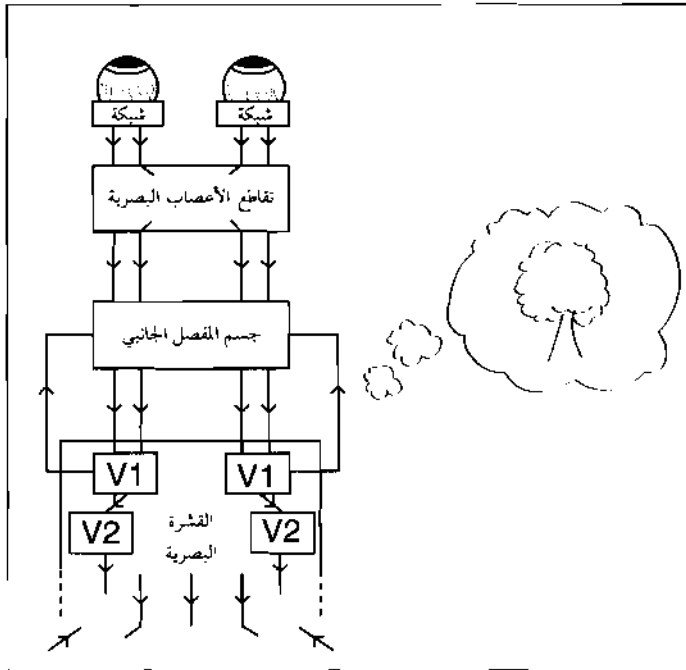 شبكة
شبكة
تقاطع الأعصاب البصرية
جسم المفصل الجانبي
V1
V1
V2
V2
القشرة
البصرية